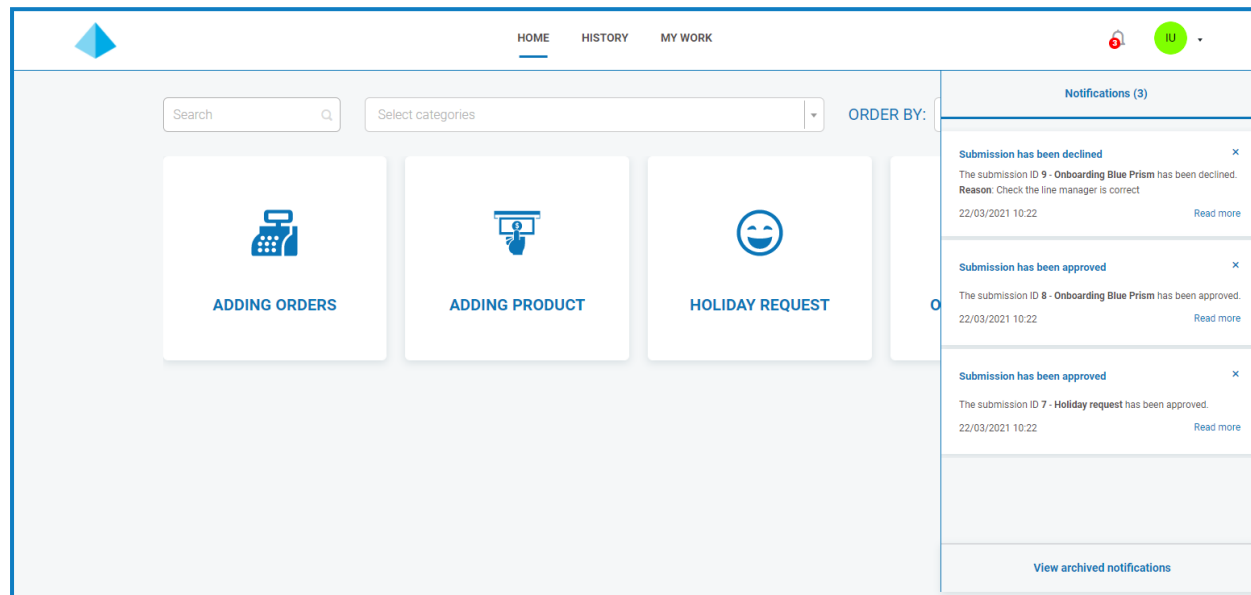 HOME HISTORY MY WORK
3
IU
Search
Select categories
ORDER BY:
ADDING ORDERS
ADDING PRODUCT
HOLIDAY REQUEST
O
Notifications (3)
Submission has been declined ×
The submission ID 9 - Onboarding Blue Prism has been declined.
Reason: Check the line manager is correct
22/03/2021 10:22 Read more
Submission has been approved ×
The submission ID 8 - Onboarding Blue Prism has been approved.
22/03/2021 10:22 Read more
Submission has been approved ×
The submission ID 7 - Holiday request has been approved.
22/03/2021 10:22 Read more
View archived notifications